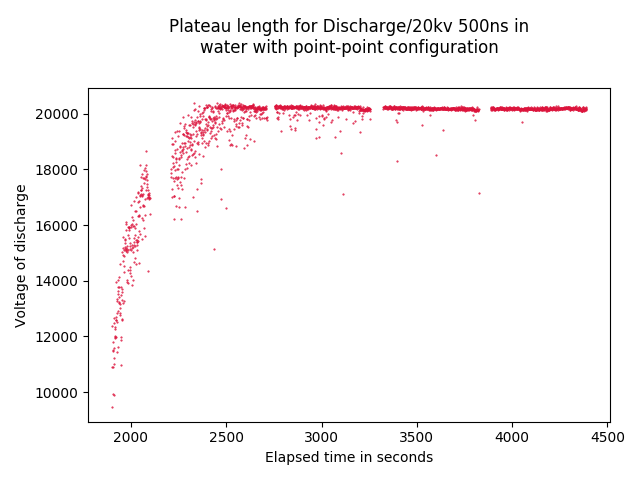 Plateau length for Discharge/20kv 500ns in
water with point-point configuration
Voltage of discharge
20000
18000
16000
14000
12000
10000
2000 2500 3000 3500 4000 4500
Elapsed time in seconds